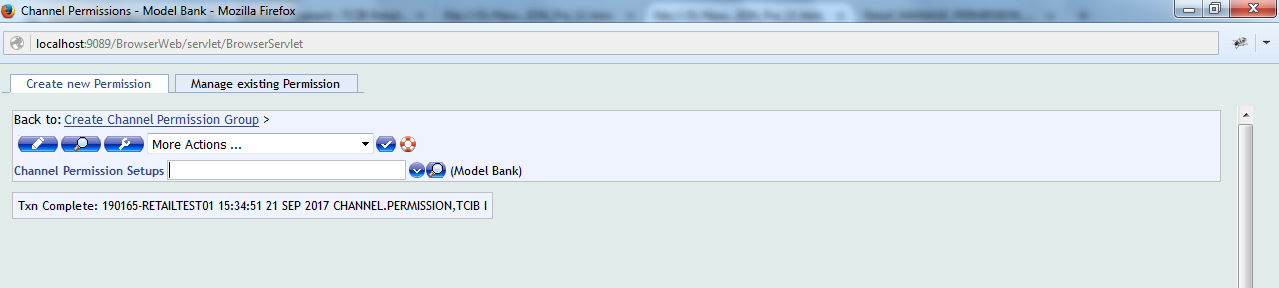 Channel Permissions - Model Bank - Mozilla Firefox
localhost:9089/BrowserWeb/servlet/BrowserServlet
Create new Permission Manage existing Permission
Back to: Create Channel Permission Group >
More Actions ...
Channel Permission Setups (Model Bank)
Txn Complete: 190165-RETAILTEST01 15:34:51 21 SEP 2017 CHANNEL.PERMISSION,TCIB I